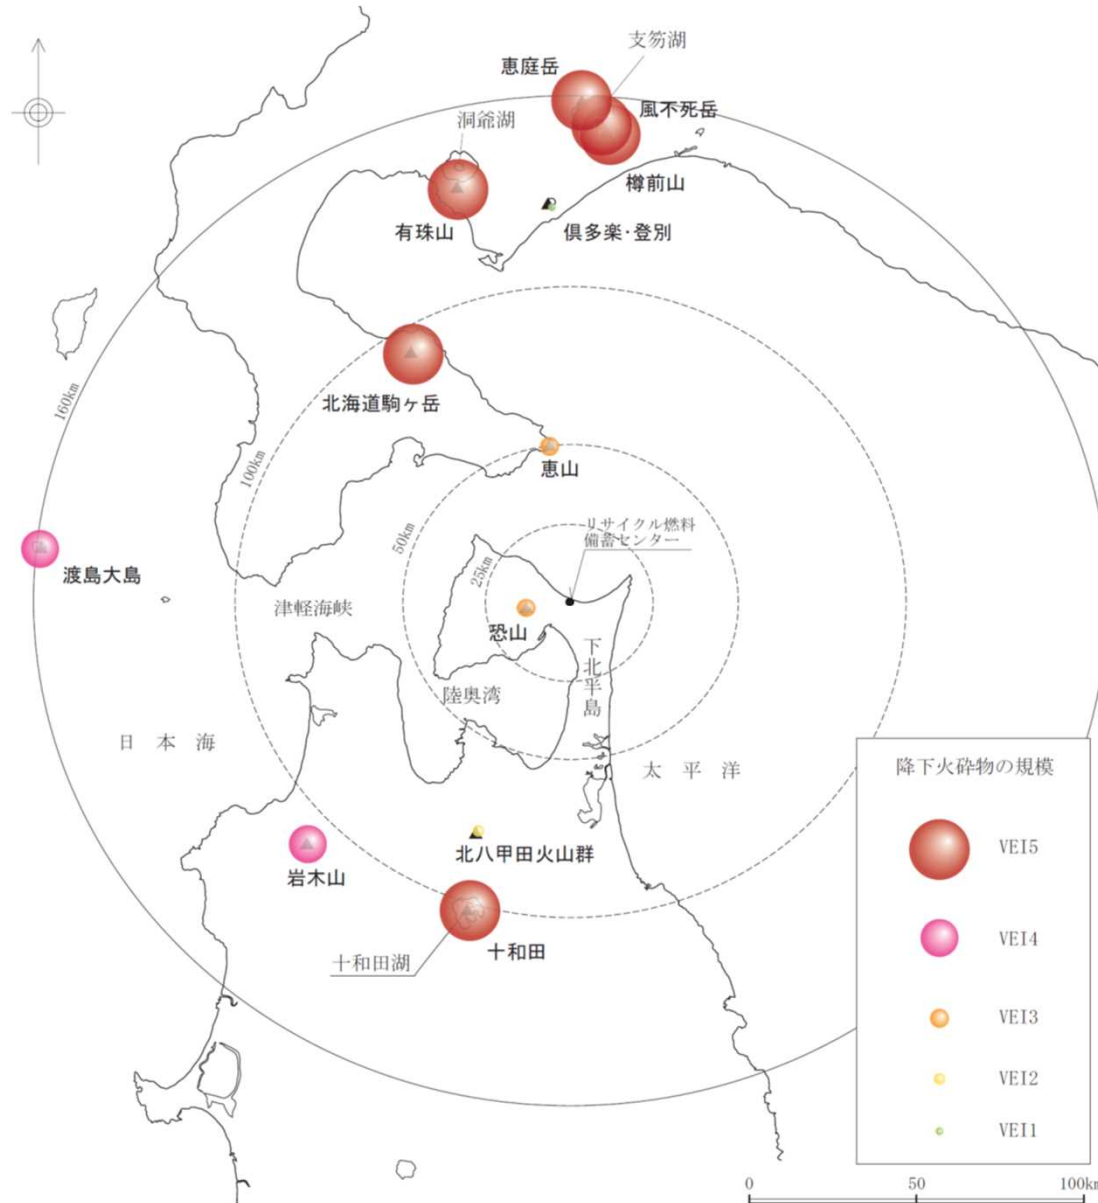 支笏湖
恵庭岳
風不死岳
洞爺湖
樽前山
有珠山
倶多楽・登別
北海道駒ヶ岳
160km
100km
恵山
50km
リサイクル燃料
備蓄センター
25km
渡島大島
津軽海峡
恐山
下北半島
陸奥湾
日本海
太平洋
北八甲田火山群
岩木山
十和田
十和田湖
降下火砕物の規模
VEI5
VEI4
VEI3
VEI2
VEI1
0 50 100km